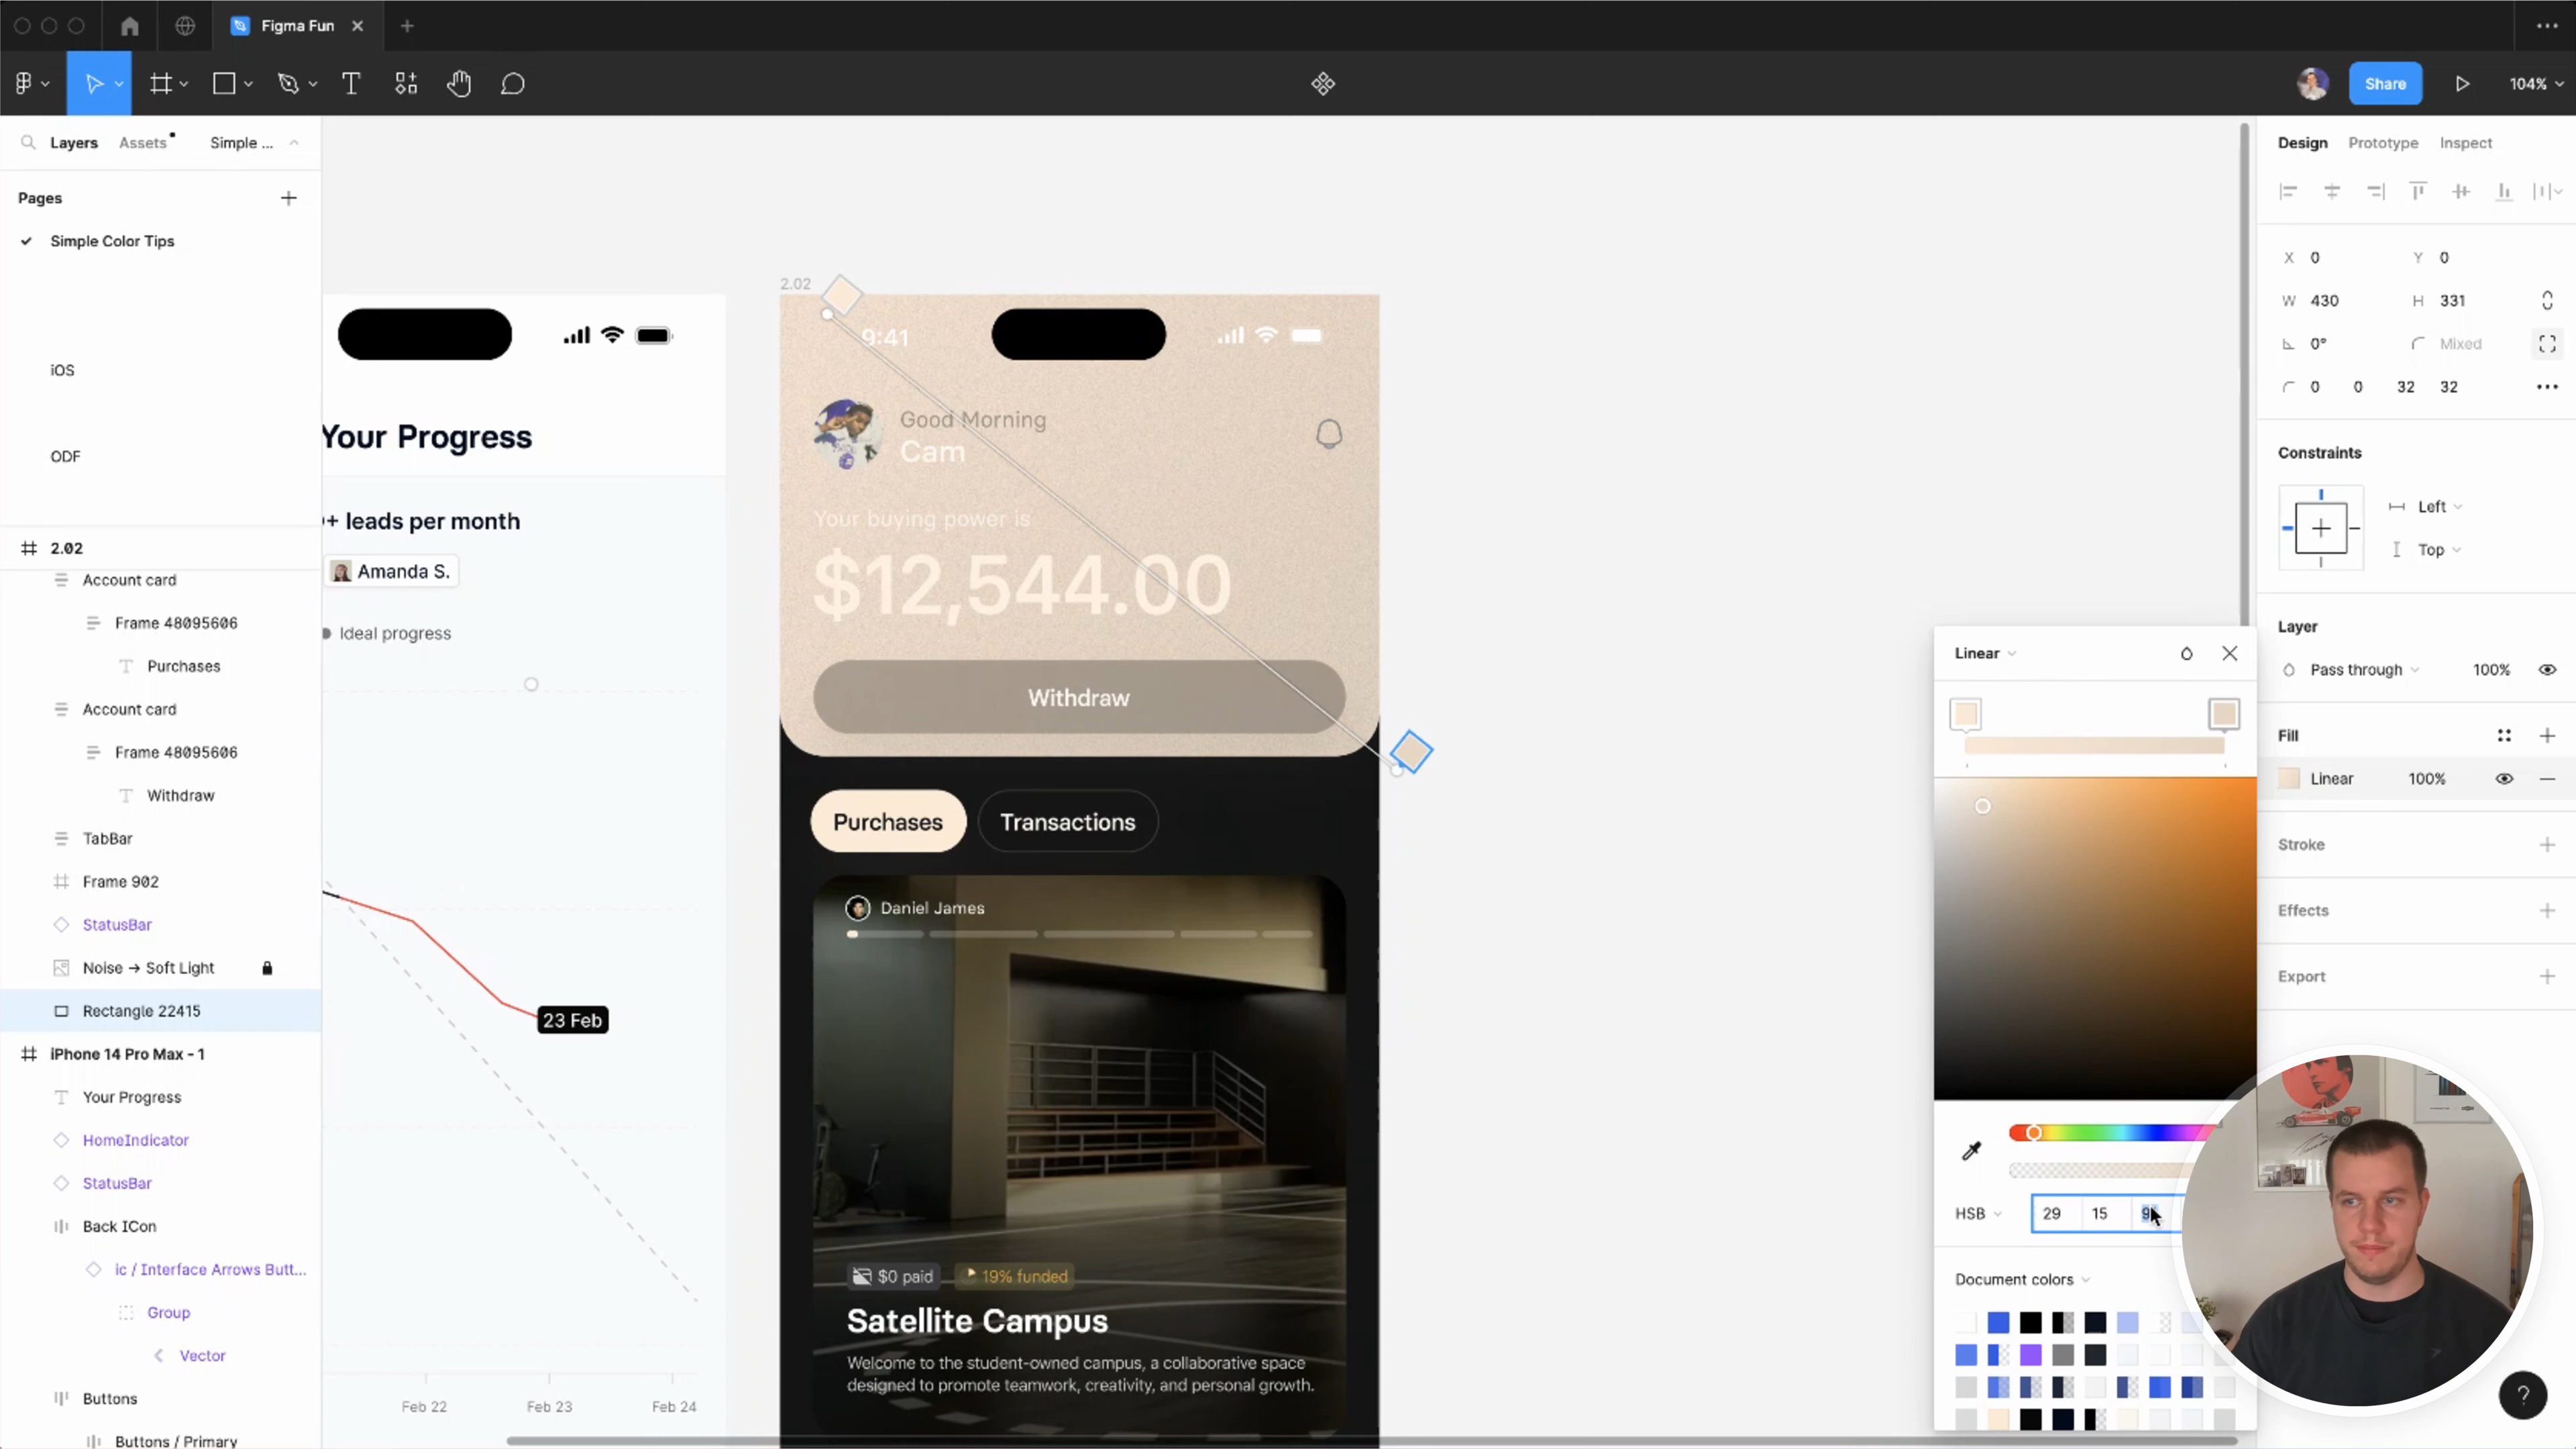 Figma Fun
Share
104%
Layers
Assets
Simple ...
Pages
Simple Color Tips
iOS
ODF
2.02
Account card
Frame 48095606
Purchases
Account card
Frame 48095606
Withdraw
TabBar
Frame 902
StatusBar
Noise → Soft Light
Rectangle 22415
iPhone 14 Pro Max - 1
Your Progress
HomeIndicator
StatusBar
Back ICon
ic / Interface Arrows Butt...
Group
Vector
Buttons
Buttons / Primary
Your Progress
+ leads per month
Amanda S.
Ideal progress
23 Feb
Feb 22
Feb 23
Feb 24
2.02
9:41
Good Morning
Cam
Your buying power is
$12,544.00
Withdraw
Purchases
Transactions
Daniel James
$0 paid
19% funded
Satellite Campus
Welcome to the student-owned campus, a collaborative space
designed to promote teamwork, creativity, and personal growth.
Linear
HSB
29
15
Document colors
Design
Prototype
Inspect
X 0
Y 0
W 430
H 331
0°
Mixed
0 0 32 32
Constraints
Left
Top
Layer
Pass through
100%
Fill
Linear
100%
Stroke
Effects
Export
?